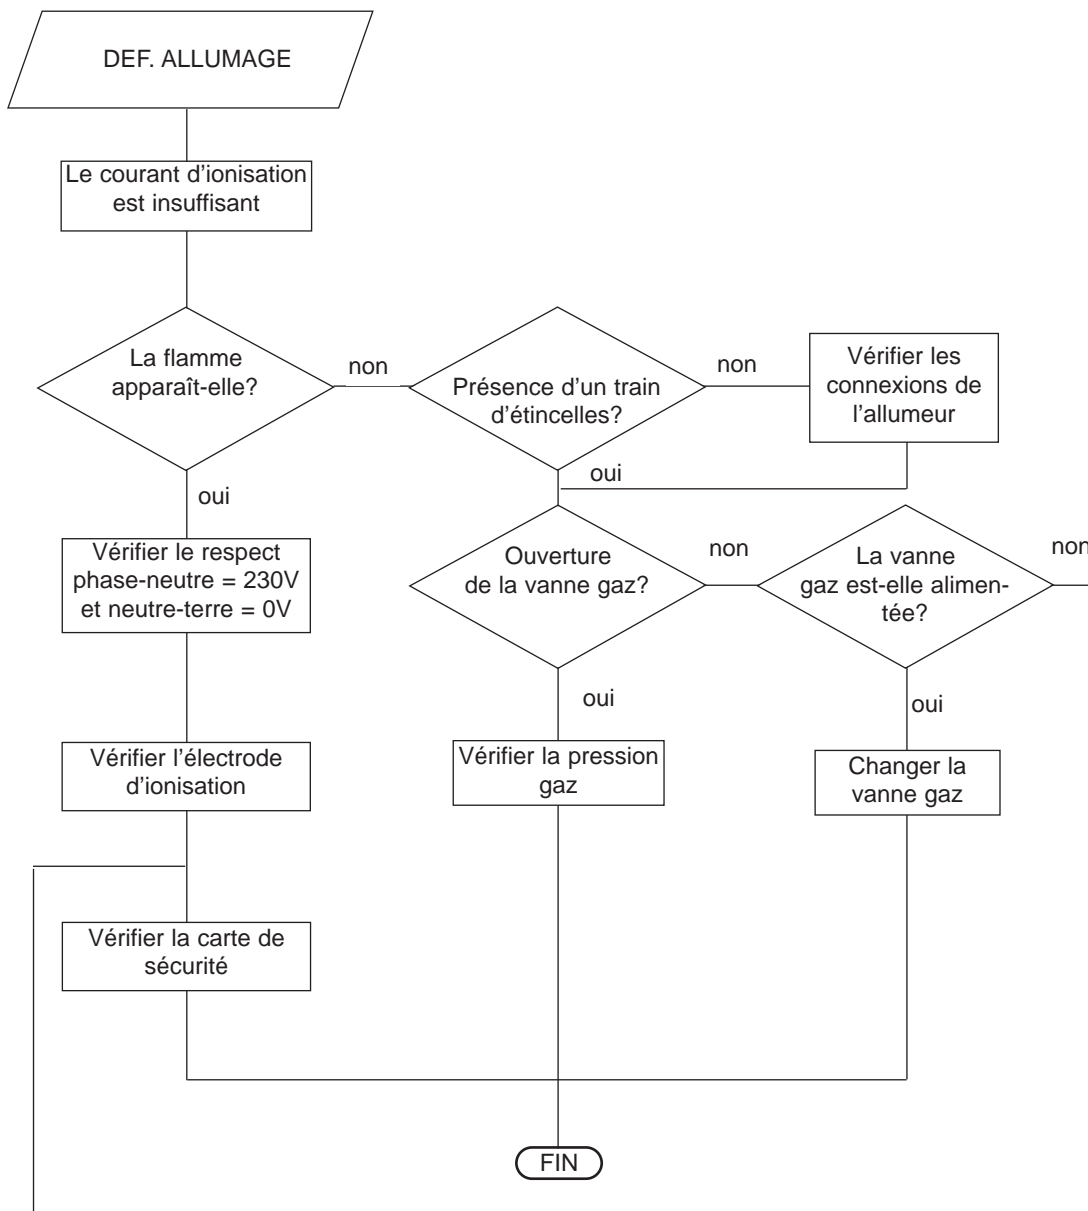 DEF. ALLUMAGE
Le courant d’ionisation
est insuffisant
La flamme
apparaît-elle?
non
Présence d’un train
d’étincelles?
non
Vérifier les
connexions de
l’allumeur
oui
oui
Vérifier le respect
phase-neutre = 230V
et neutre-terre = 0V
Ouverture
de la vanne gaz?
non
La vanne
gaz est-elle alimen-
tée?
non
oui
oui
Vérifier l’électrode
d’ionisation
Vérifier la pression
gaz
Changer la
vanne gaz
Vérifier la carte de
sécurité
FIN